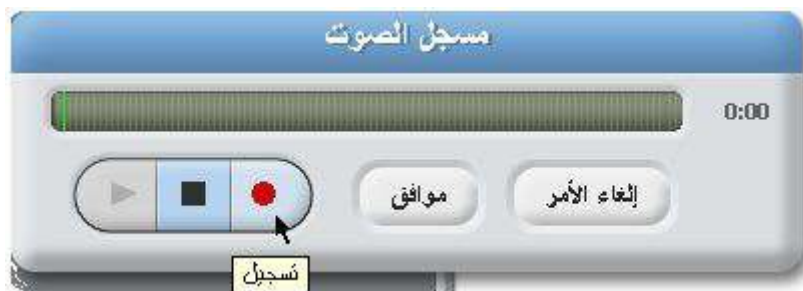 مسجل الصوت
0:00
موافق
إلغاء الأمر
تسجيل